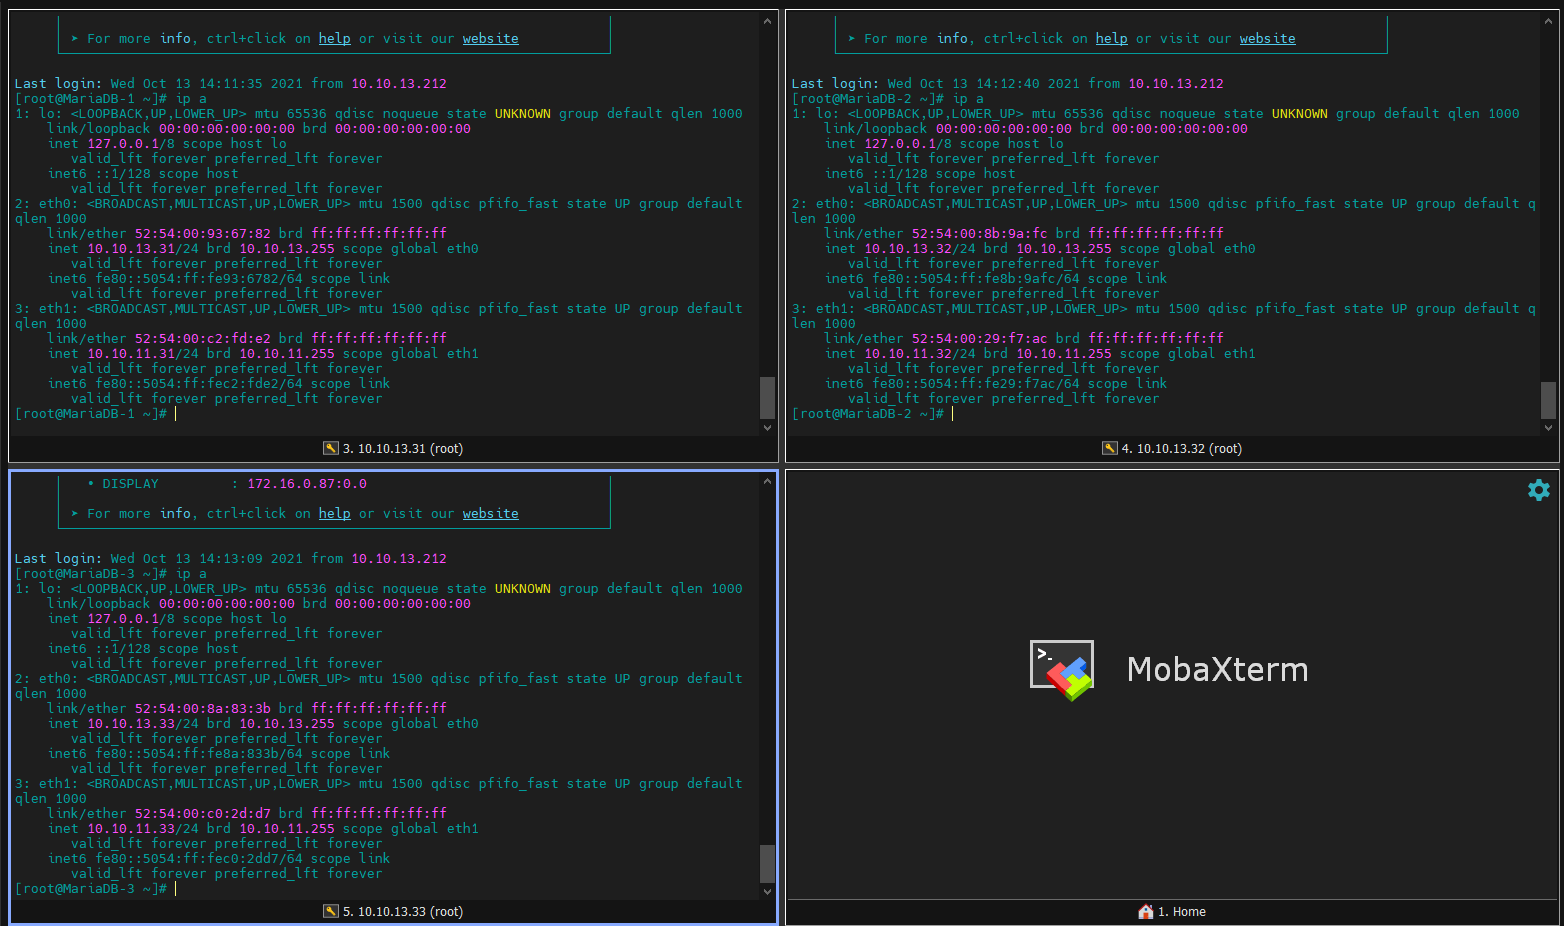 ➤ For more info, ctrl+click on help or visit our website
Last login: Wed Oct 13 14:11:35 2021 from 10.10.13.212
[root@MariaDB-1 ~]# ip a
1: lo: <LOOPBACK,UP,LOWER_UP> mtu 65536 qdisc noqueue state UNKNOWN group default qlen 1000
link/loopback 00:00:00:00:00:00 brd 00:00:00:00:00:00
inet 127.0.0.1/8 scope host lo
valid_lft forever preferred_lft forever
inet6 ::1/128 scope host
valid_lft forever preferred_lft forever
2: eth0: <BROADCAST,MULTICAST,UP,LOWER_UP> mtu 1500 qdisc pfifo_fast state UP group default
qlen 1000
link/ether 52:54:00:93:67:82 brd ff:ff:ff:ff:ff:ff
inet 10.10.13.31/24 brd 10.10.13.255 scope global eth0
valid_lft forever preferred_lft forever
inet6 fe80::5054:ff:fe93:6782/64 scope link
valid_lft forever preferred_lft forever
3: eth1: <BROADCAST,MULTICAST,UP,LOWER_UP> mtu 1500 qdisc pfifo_fast state UP group default
qlen 1000
link/ether 52:54:00:c2:fd:e2 brd ff:ff:ff:ff:ff:ff
inet 10.10.11.31/24 brd 10.10.11.255 scope global eth1
valid_lft forever preferred_lft forever
inet6 fe80::5054:ff:fec2:fde2/64 scope link
valid_lft forever preferred_lft forever
[root@MariaDB-1 ~]#
3. 10.10.13.31 (root)
➤ For more info, ctrl+click on help or visit our website
Last login: Wed Oct 13 14:12:40 2021 from 10.10.13.212
[root@MariaDB-2 ~]# ip a
1: lo: <LOOPBACK,UP,LOWER_UP> mtu 65536 qdisc noqueue state UNKNOWN group default qlen 1000
link/loopback 00:00:00:00:00:00 brd 00:00:00:00:00:00
inet 127.0.0.1/8 scope host lo
valid_lft forever preferred_lft forever
inet6 ::1/128 scope host
valid_lft forever preferred_lft forever
2: eth0: <BROADCAST,MULTICAST,UP,LOWER_UP> mtu 1500 qdisc pfifo_fast state UP group default q
len 1000
link/ether 52:54:00:8b:9a:fc brd ff:ff:ff:ff:ff:ff
inet 10.10.13.32/24 brd 10.10.13.255 scope global eth0
valid_lft forever preferred_lft forever
inet6 fe80::5054:ff:fe8b:9afc/64 scope link
valid_lft forever preferred_lft forever
3: eth1: <BROADCAST,MULTICAST,UP,LOWER_UP> mtu 1500 qdisc pfifo_fast state UP group default q
len 1000
link/ether 52:54:00:29:f7:ac brd ff:ff:ff:ff:ff:ff
inet 10.10.11.32/24 brd 10.10.11.255 scope global eth1
valid_lft forever preferred_lft forever
inet6 fe80::5054:ff:fe29:f7ac/64 scope link
valid_lft forever preferred_lft forever
[root@MariaDB-2 ~]#
4. 10.10.13.32 (root)
• DISPLAY : 172.16.0.87:0.0
➤ For more info, ctrl+click on help or visit our website
Last login: Wed Oct 13 14:13:09 2021 from 10.10.13.212
[root@MariaDB-3 ~]# ip a
1: lo: <LOOPBACK,UP,LOWER_UP> mtu 65536 qdisc noqueue state UNKNOWN group default qlen 1000
link/loopback 00:00:00:00:00:00 brd 00:00:00:00:00:00
inet 127.0.0.1/8 scope host lo
valid_lft forever preferred_lft forever
inet6 ::1/128 scope host
valid_lft forever preferred_lft forever
2: eth0: <BROADCAST,MULTICAST,UP,LOWER_UP> mtu 1500 qdisc pfifo_fast state UP group default
qlen 1000
link/ether 52:54:00:8a:83:3b brd ff:ff:ff:ff:ff:ff
inet 10.10.13.33/24 brd 10.10.13.255 scope global eth0
valid_lft forever preferred_lft forever
inet6 fe80::5054:ff:fe8a:833b/64 scope link
valid_lft forever preferred_lft forever
3: eth1: <BROADCAST,MULTICAST,UP,LOWER_UP> mtu 1500 qdisc pfifo_fast state UP group default
qlen 1000
link/ether 52:54:00:c0:2d:d7 brd ff:ff:ff:ff:ff:ff
inet 10.10.11.33/24 brd 10.10.11.255 scope global eth1
valid_lft forever preferred_lft forever
inet6 fe80::5054:ff:fec0:2dd7/64 scope link
valid_lft forever preferred_lft forever
[root@MariaDB-3 ~]#
5. 10.10.13.33 (root)
>_
MobaXterm
1. Home